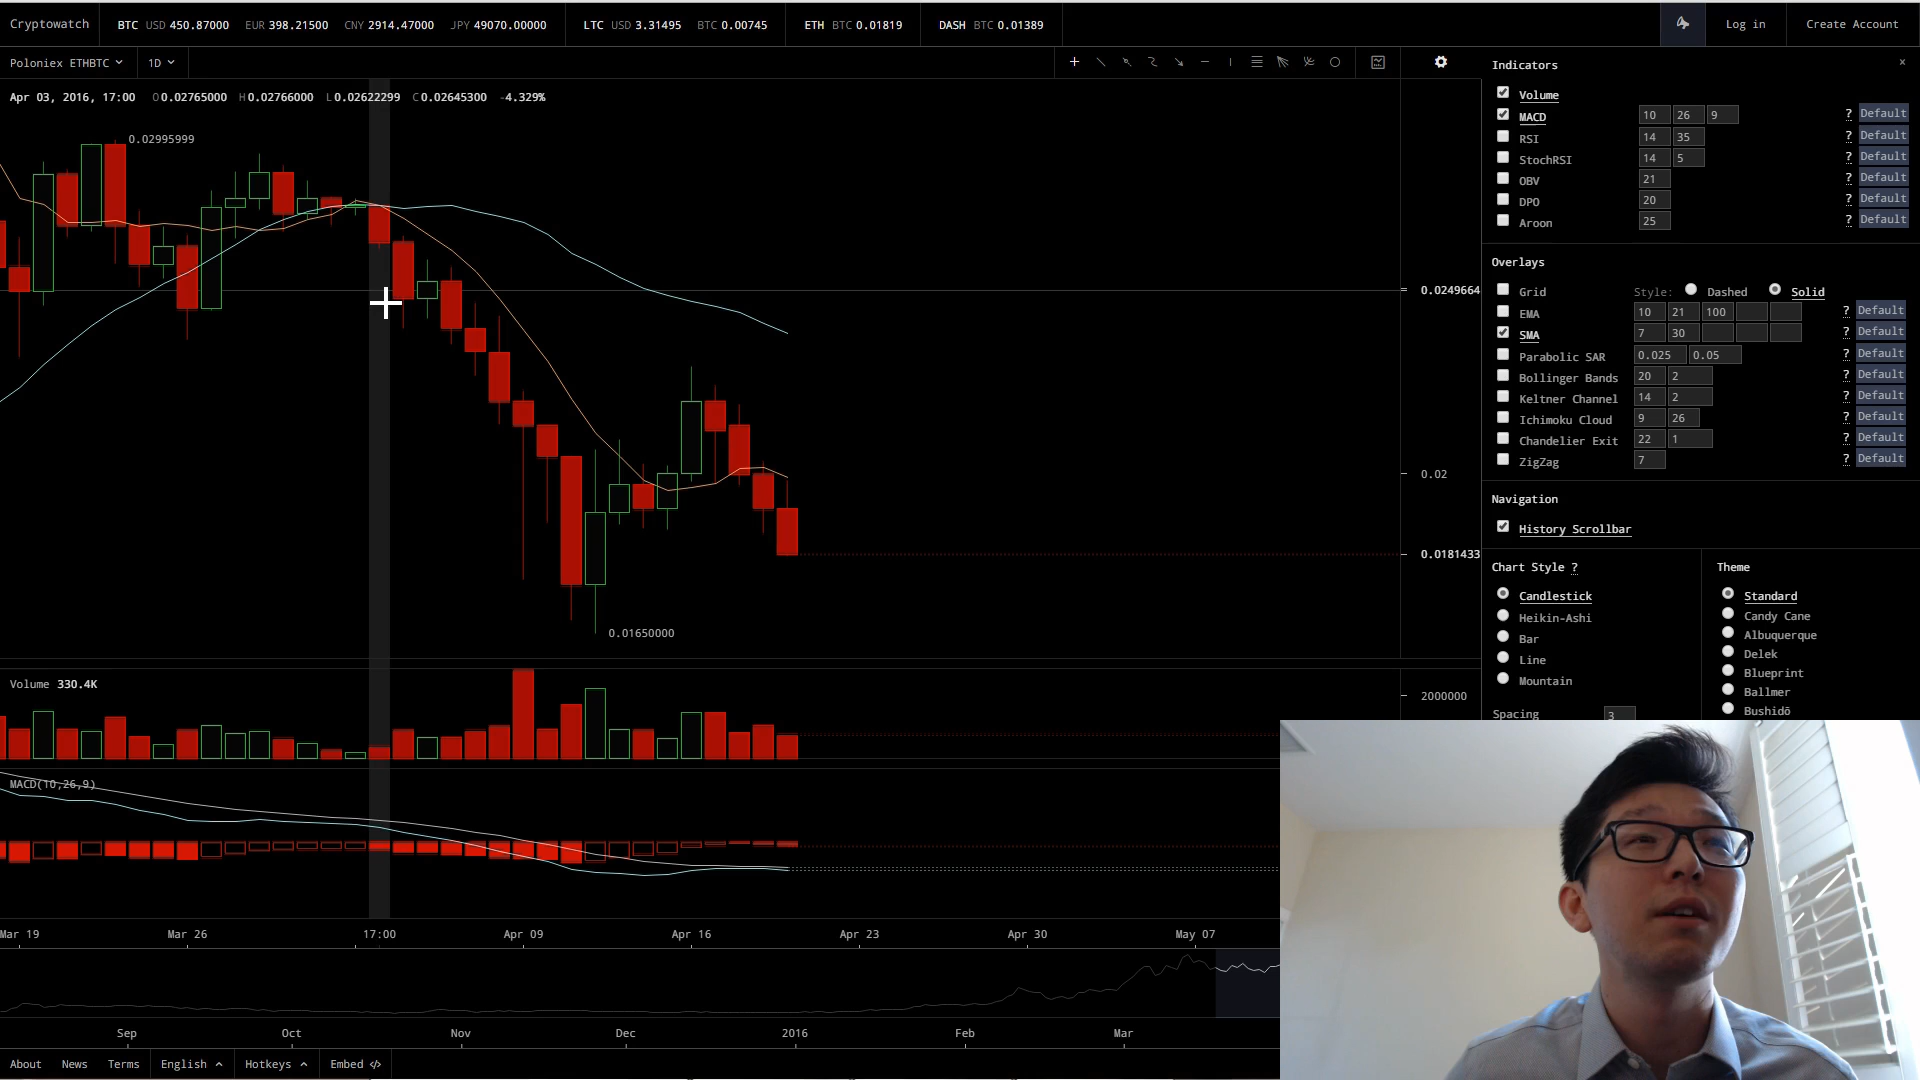 Cryptowatch BTC USD 450.87000 EUR 398.21500 CNY 2914.47000 JPY 49070.00000 LTC USD 3.31495 BTC 0.00745 ETH BTC 0.01819 DASH BTC 0.01389 Log in Create Account
Poloniex ETHBTC 1D
Apr 03, 2016, 17:00 O 0.02765000 H 0.02766000 L 0.02622299 C 0.02645300 -4.329%
0.02995999
0.0249664
0.02
0.0181433
0.01650000
Volume 330.4K
2000000
MACD(10,26,9)
Mar 19 Mar 26 17:00 Apr 09 Apr 16 Apr 23 Apr 30 May 07
Sep Oct Nov Dec 2016 Feb Mar
About News Terms English Hotkeys Embed </>
Indicators ×
Volume
MACD 10 26 9 ? Default
RSI 14 35 ? Default
StochRSI 14 5 ? Default
OBV 21 ? Default
DPO 20 ? Default
Aroon 25 ? Default
Overlays
Grid Style: Dashed Solid
EMA 10 21 100 ? Default
SMA 7 30 ? Default
Parabolic SAR 0.025 0.05 ? Default
Bollinger Bands 20 2 ? Default
Keltner Channel 14 2 ? Default
Ichimoku Cloud 9 26 ? Default
Chandelier Exit 22 1 ? Default
ZigZag 7 ? Default
Navigation
History Scrollbar
Chart Style ?
Candlestick
Heikin-Ashi
Bar
Line
Mountain
Spacing 3
Theme
Standard
Candy Cane
Albuquerque
Delek
Blueprint
Ballmer
Bushidō